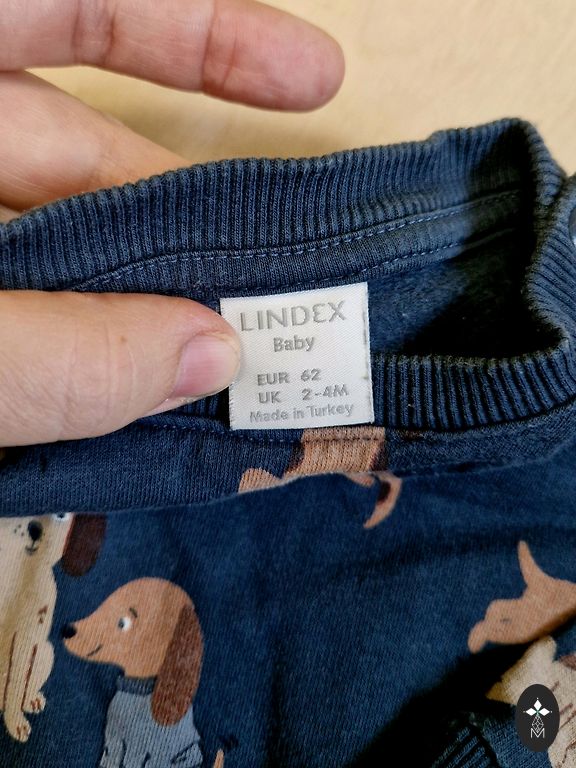 LINDEX
Baby
EUR 62
UK 2-4M
Made in Turkey
M